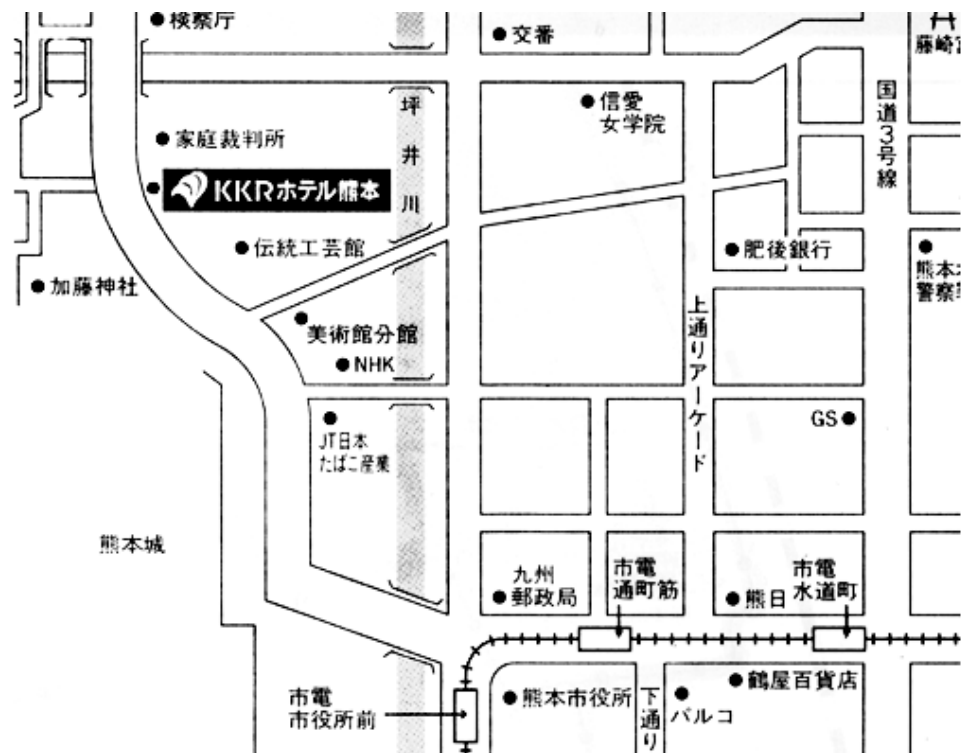 検察庁
交番
藤崎宮
坪井川
信愛
女学院
国道3号線
家庭裁判所
KKRホテル熊本
伝統工芸館
肥後銀行
加藤神社
熊本
警察
上通りアーケード
美術館分館
NHK
GS
JT日本
たばこ産業
熊本城
九州
郵政局
市電
通町筋
熊日
市電
水道町
市電
市役所前
熊本市役所
下通り
パルコ
鶴屋百貨店